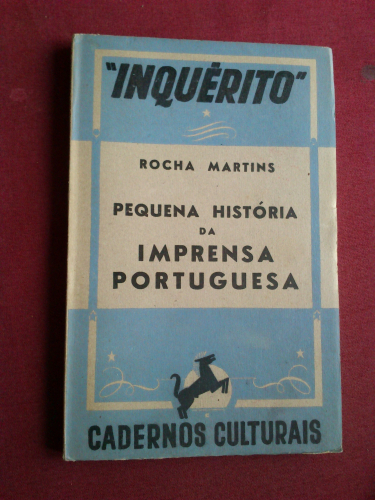 "INQUÉRITO"
ROCHA MARTINS
PEQUENA HISTÓRIA
DA
IMPRENSA
PORTUGUESA
CADERNOS CULTURAIS